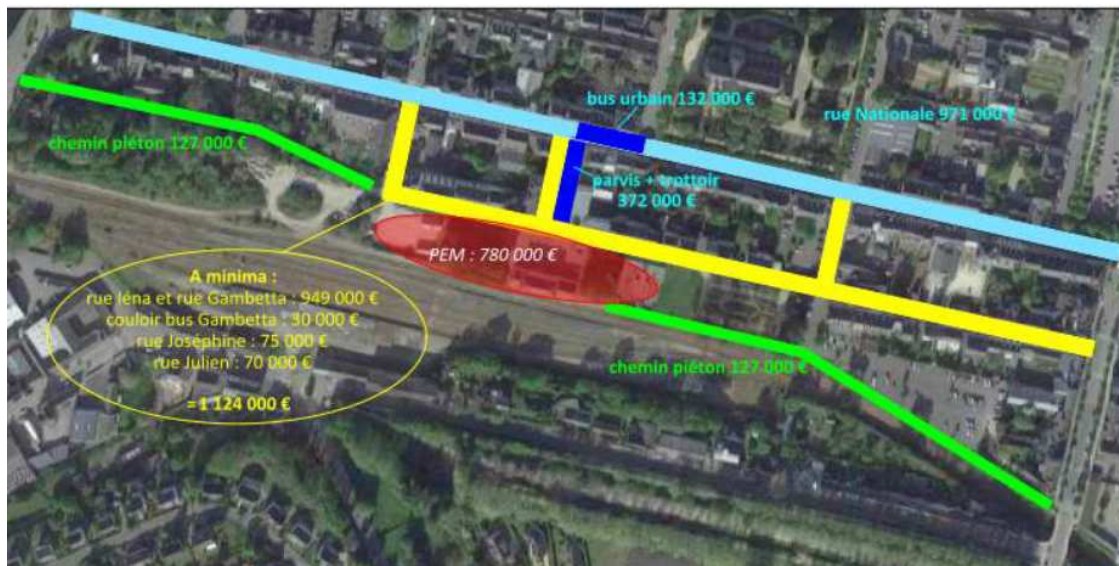 bus urbain 132 000 €
rue Nationale 971 000 €
chemin piéton 127 000 €
parvis + trottoir
372 000 €
PEM : 780 000 €
A minima :
rue Iéna et rue Gambetta : 949 000 €
couloir bus Gambetta : 30 000 €
rue Joséphine : 75 000 €
rue Julien : 70 000 €
=1 124 000 €
chemin piéton 127 000 €